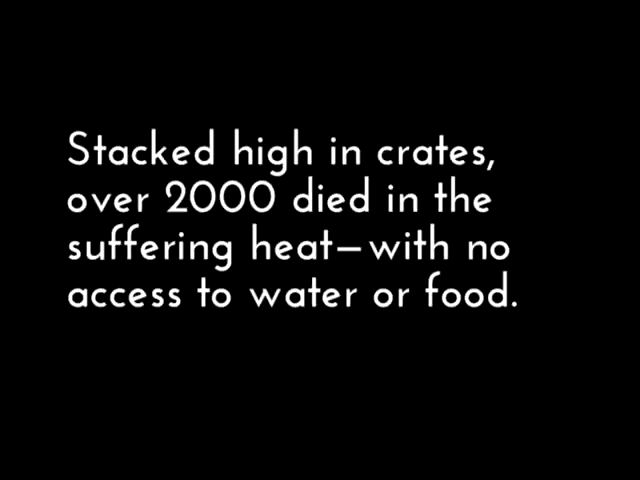 Stacked high in crates,
over 2000 died in the
suffering heat—with no
access to water or food.